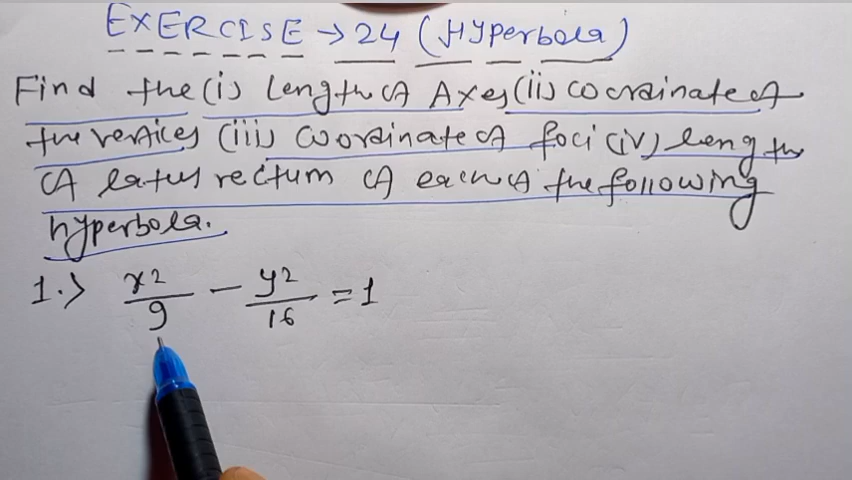 EXERCISE → 24 (Hyperbola)
Find the (i) length of Axes (ii) coordinate of
the vertices (iii) coordinate of foci (iv) length
of latus rectum of each of the following
hyperbola.
1.> x2/9 - y2/16 = 1